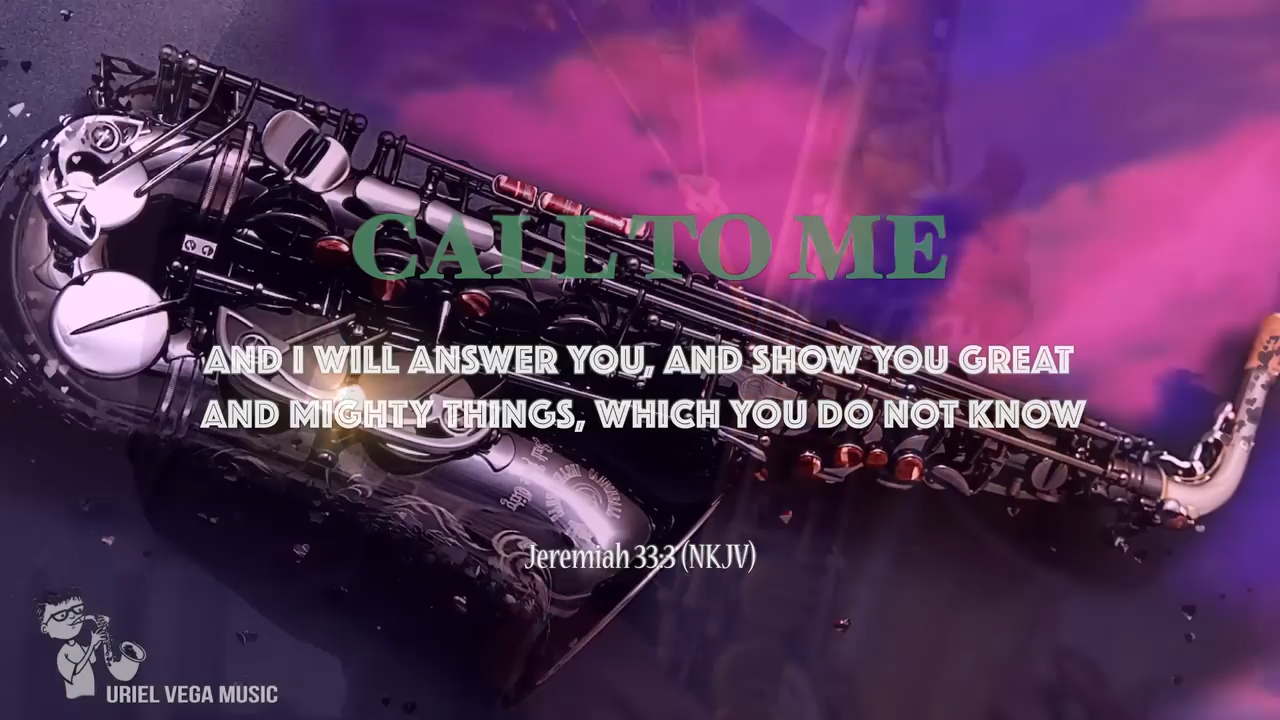 CALL TO ME
AND I WILL ANSWER YOU, AND SHOW YOU GREAT
AND MIGHTY THINGS, WHICH YOU DO NOT KNOW
Jeremiah 33:3 (NKJV)
URIEL VEGA MUSIC